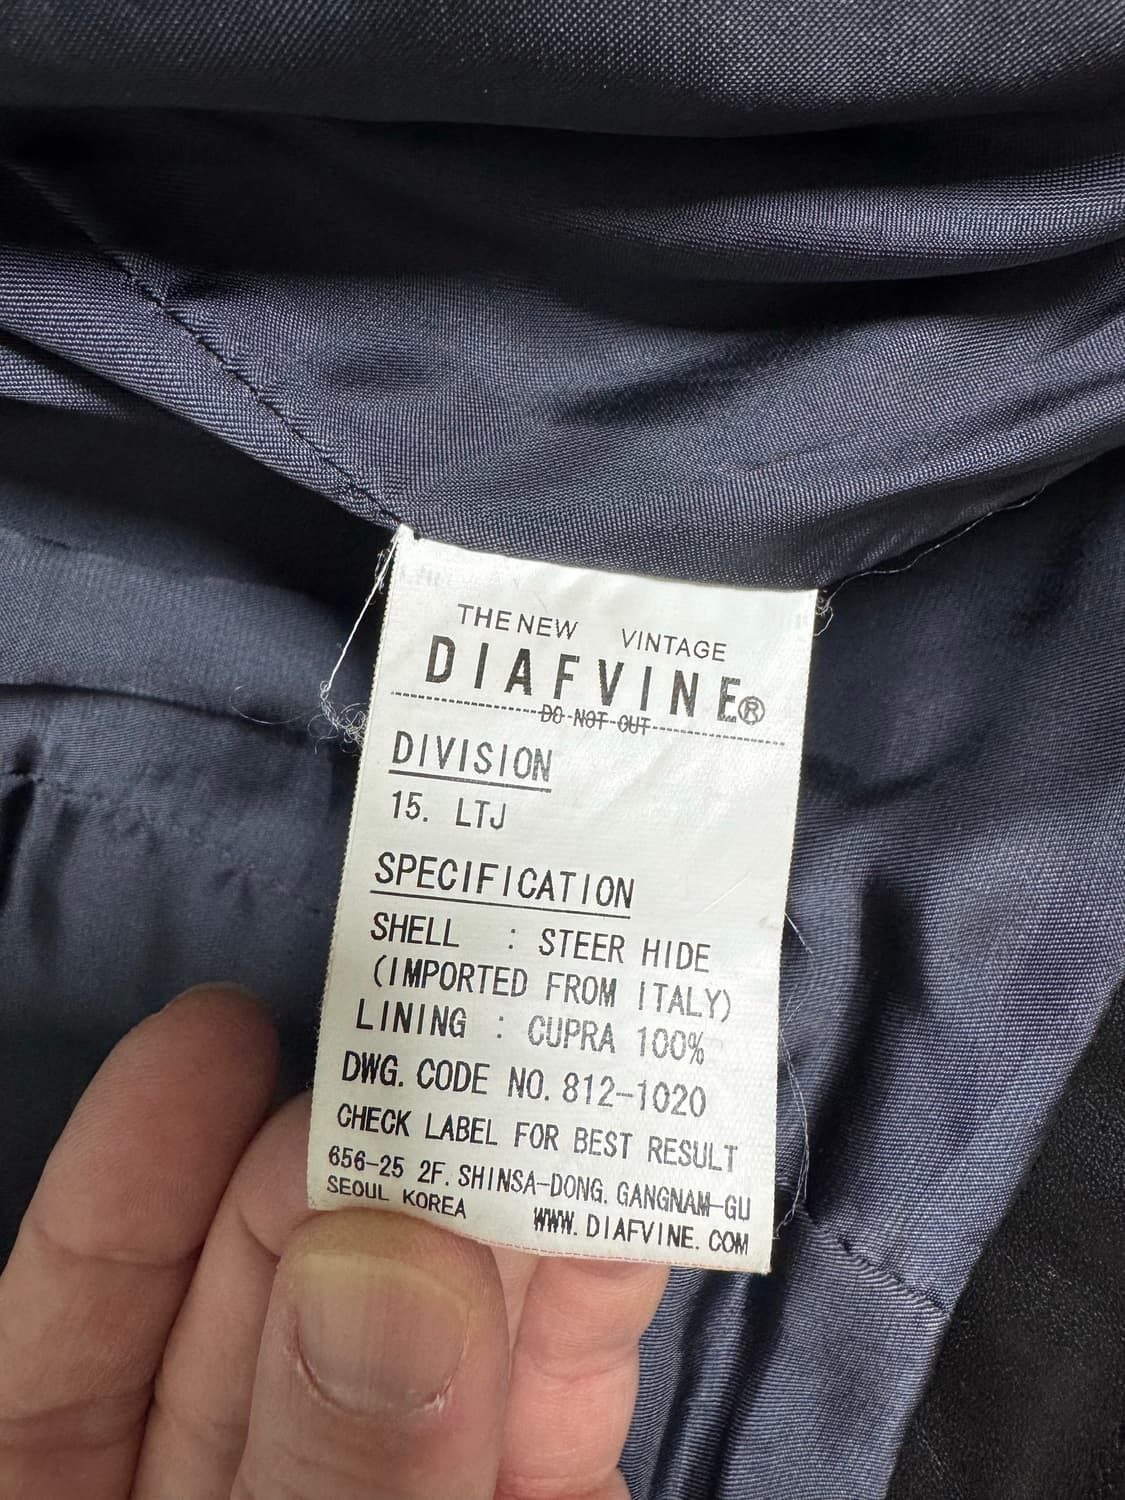 THE NEW VINTAGE
DIAFVINE®
DO NOT CUT
DIVISION
15. LTJ
SPECIFICATION
SHELL : STEER HIDE
(IMPORTED FROM ITALY)
LINING : CUPRA 100%
DWG. CODE NO. 812-1020
CHECK LABEL FOR BEST RESULT
656-25 2F. SHINSA-DONG. GANGNAM-GU
SEOUL KOREA WWW. DIAFVINE. COM